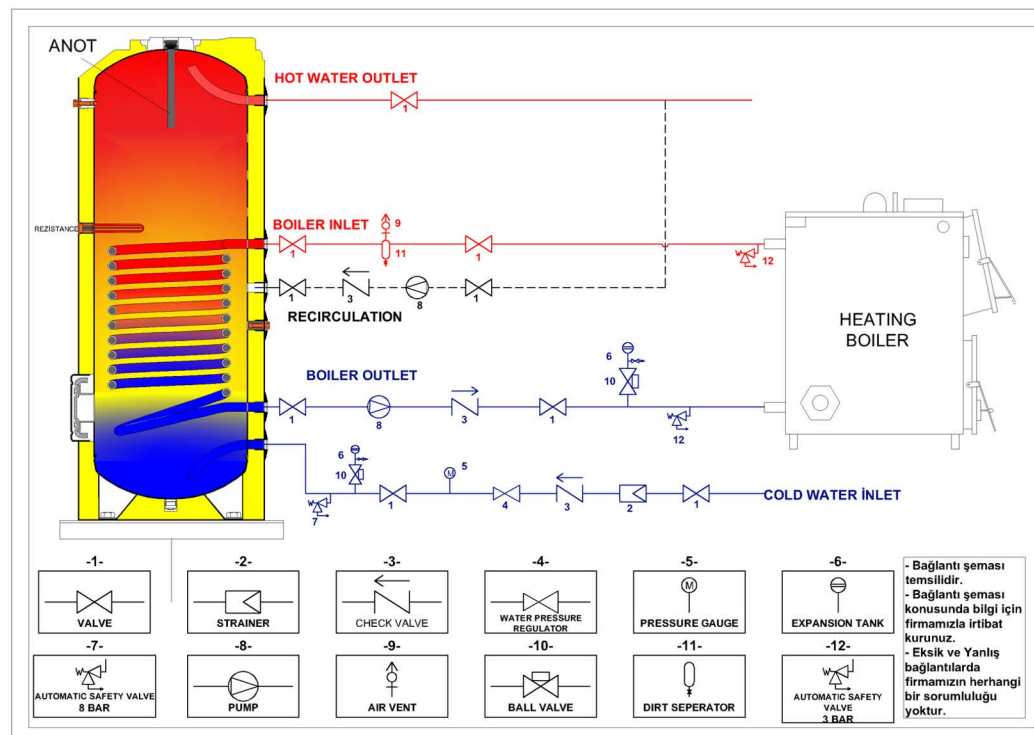 ANOT
HOT WATER OUTLET
1
REZİSTANCE
BOILER INLET
9
1
11
1
12
1
3
8
1
RECIRCULATION
HEATING
BOILER
BOILER OUTLET
6
10
1
8
3
1
12
6
10
5
7
1
4
3
2
1
COLD WATER İNLET
M
-1-
VALVE
-2-
STRAINER
-3-
CHECK VALVE
-4-
WATER PRESSURE
REGULATOR
-5-
M
PRESSURE GAUGE
-6-
EXPANSION TANK
-7-
AUTOMATIC SAFETY VALVE
8 BAR
-8-
PUMP
-9-
AIR VENT
-10-
BALL VALVE
-11-
DIRT SEPERATOR
-12-
AUTOMATIC SAFETY
VALVE
3 BAR
- Bağlantı şeması
temsilidir.
- Bağlantı şeması
konusunda bilgi için
firmamızla irtibat
kurunuz.
- Eksik ve Yanlış
bağlantılarda
firmamızın herhangi
bir sorumluluğu
yoktur.